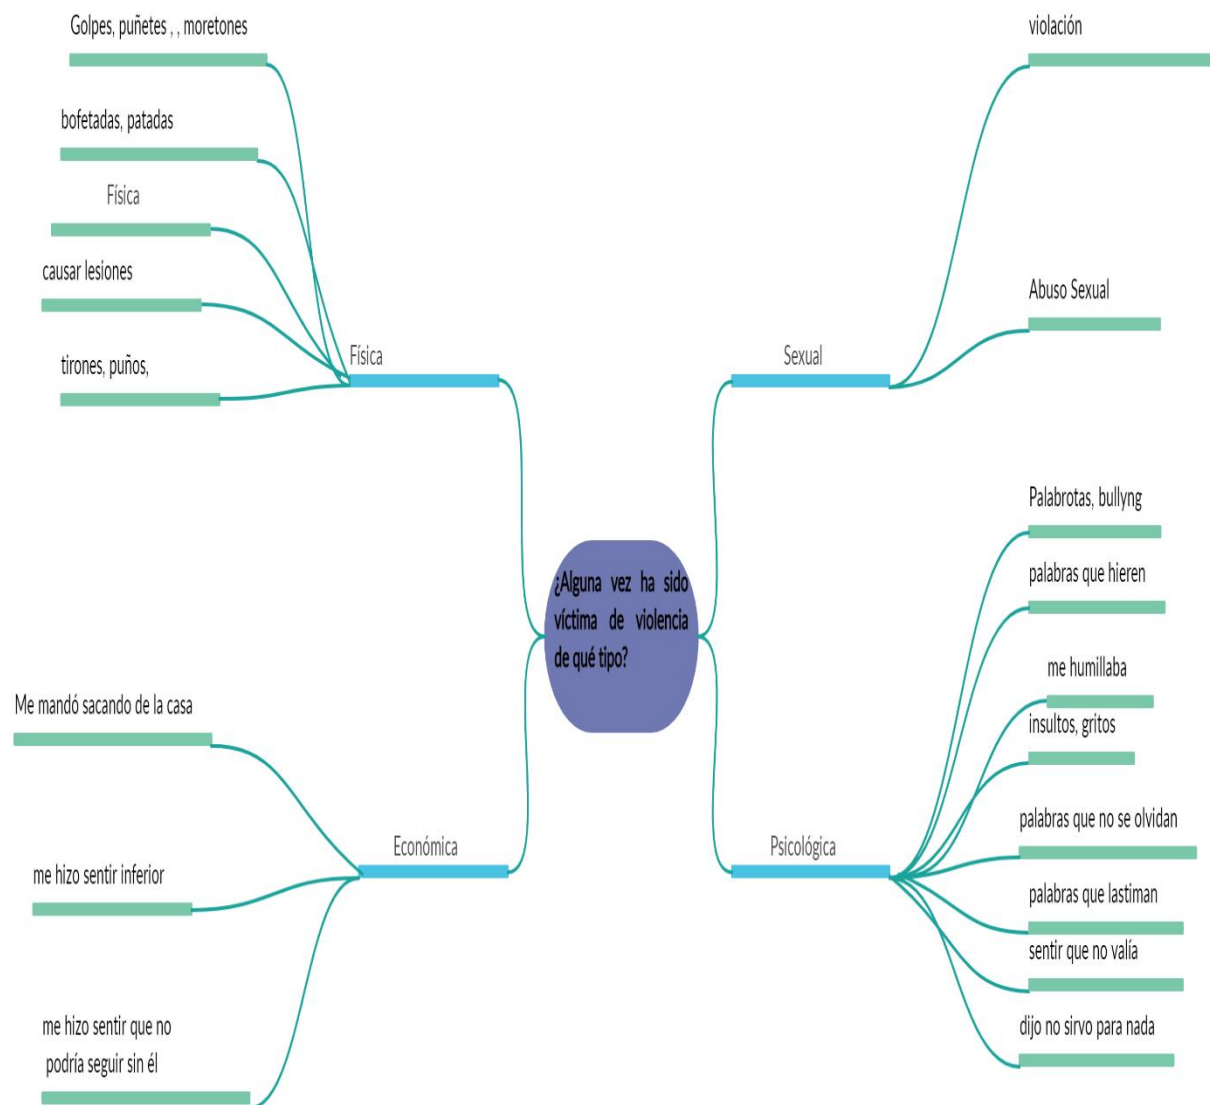 Golpes, puñetes , , moretones
bofetadas, patadas
Física
causar lesiones
tirones, puños,
Física
Me mandó sacando de la casa
me hizo sentir inferior
me hizo sentir que no
podría seguir sin él
Económica
¿Alguna vez ha sido
víctima de violencia
de qué tipo?
Sexual
violación
Abuso Sexual
Psicológica
Palabrotas, bullyng
palabras que hieren
me humillaba
insultos, gritos
palabras que no se olvidan
palabras que lastiman
sentir que no valía
dijo no sirvo para nada